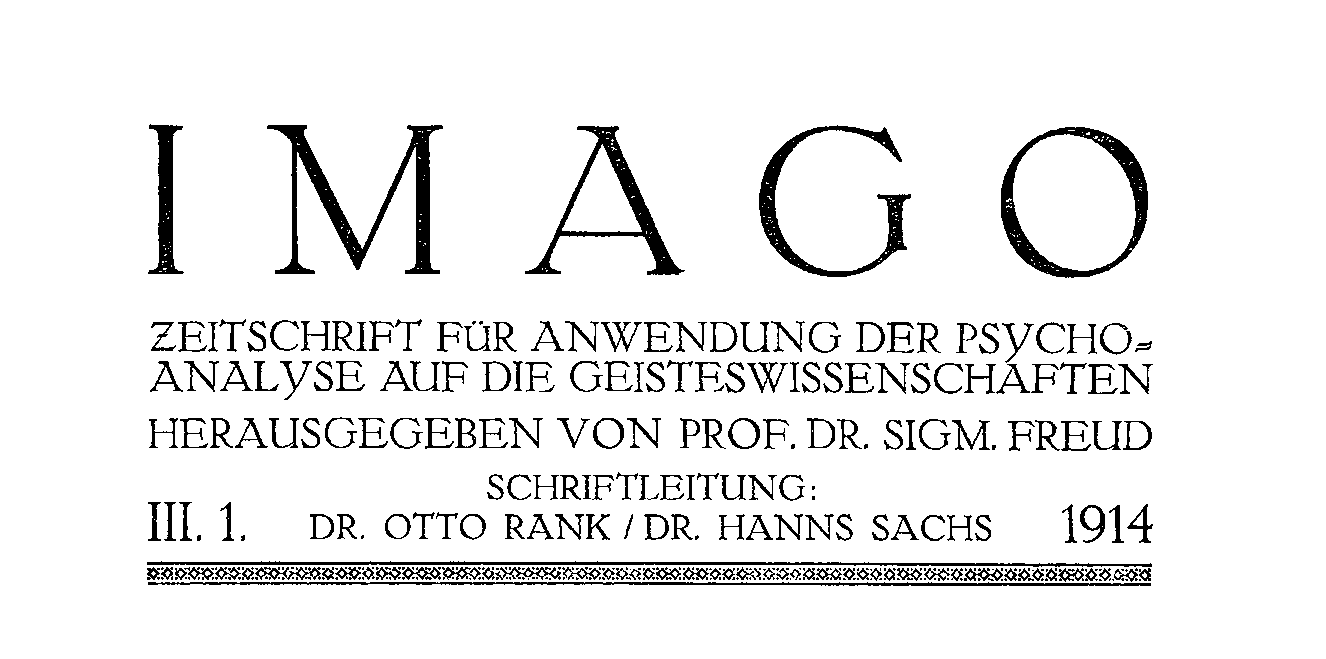 IMAGO
ZEITSCHRIFT FÜR ANWENDUNG DER PSYCHO=
ANALYSE AUF DIE GEISTESWISSENSCHAFTEN
HERAUSGEGEBEN VON PROF. DR. SIGM. FREUD
SCHRIFTLEITUNG:
III. 1. DR. OTTO RANK / DR. HANNS SACHS 1914